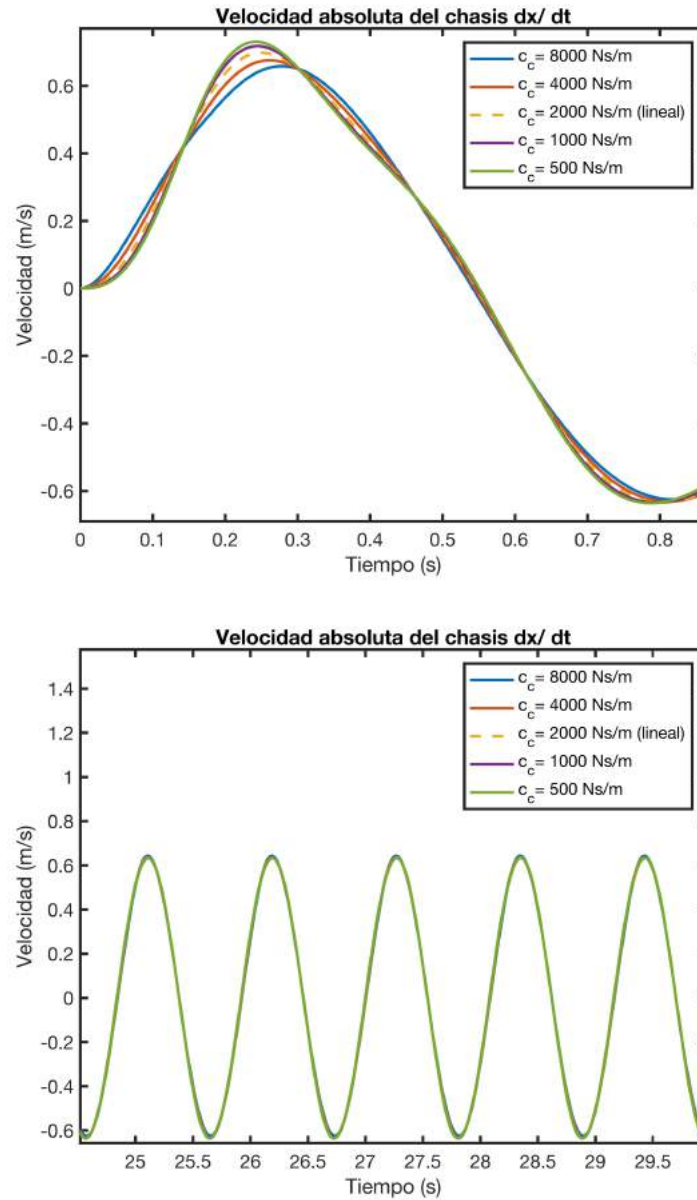 Velocidad absoluta del chasis dx/ dt
c_c= 8000 Ns/m
c_c= 4000 Ns/m
c_c= 2000 Ns/m (lineal)
c_c= 1000 Ns/m
c_c= 500 Ns/m
Velocidad (m/s)
0.6
0.4
0.2
0
-0.2
-0.4
-0.6
0 0.1 0.2 0.3 0.4 0.5 0.6 0.7 0.8
Tiempo (s)
Velocidad absoluta del chasis dx/ dt
c_c= 8000 Ns/m
c_c= 4000 Ns/m
c_c= 2000 Ns/m (lineal)
c_c= 1000 Ns/m
c_c= 500 Ns/m
Velocidad (m/s)
1.4
1.2
1
0.8
0.6
0.4
0.2
0
-0.2
-0.4
-0.6
25 25.5 26 26.5 27 27.5 28 28.5 29 29.5
Tiempo (s)